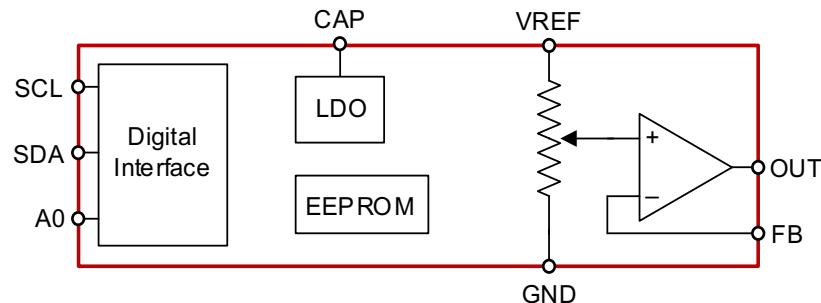 CAP
VREF
SCL
SDA
A0
Digital
Interface
LDO
EEPROM
+
−
OUT
FB
GND